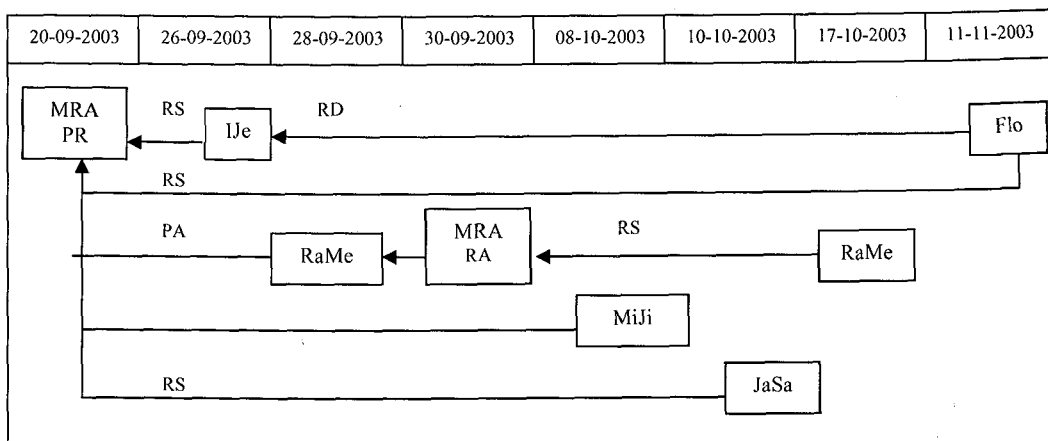 20-09-2003 26-09-2003 28-09-2003 30-09-2003 08-10-2003 10-10-2003 17-10-2003 11-11-2003
MRA
PR
RS
IJe
RD
Flo
RS
PA
RaMe
MRA
RA
RS
RaMe
MiJi
RS
JaSa